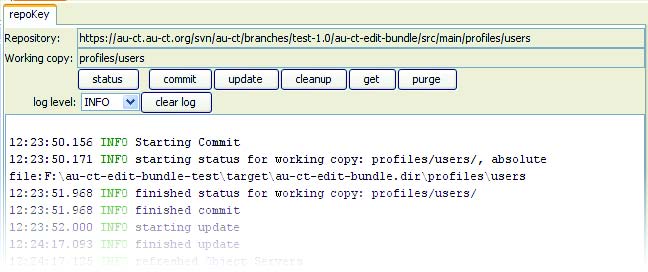 repoKey
Repository: https://au-ct.au-ct.org/svn/au-ct/branches/test-1.0/au-ct-edit-bundle/src/main/profiles/users
Working copy: profiles/users
status commit update cleanup get purge
log level: INFO clear log
12:23:50.156 INFO Starting Commit
12:23:50.171 INFO starting status for working copy: profiles/users/, absolute
file:F:\au-ct-edit-bundle-test\target\au-ct-edit-bundle.dir\profiles\users
12:23:51.968 INFO finished status for working copy: profiles/users/
12:23:51.968 INFO finished commit
12:23:52.000 INFO starting update
12:24:17.093 INFO finished update
12:24:17.125 INFO refreshed Object Servers